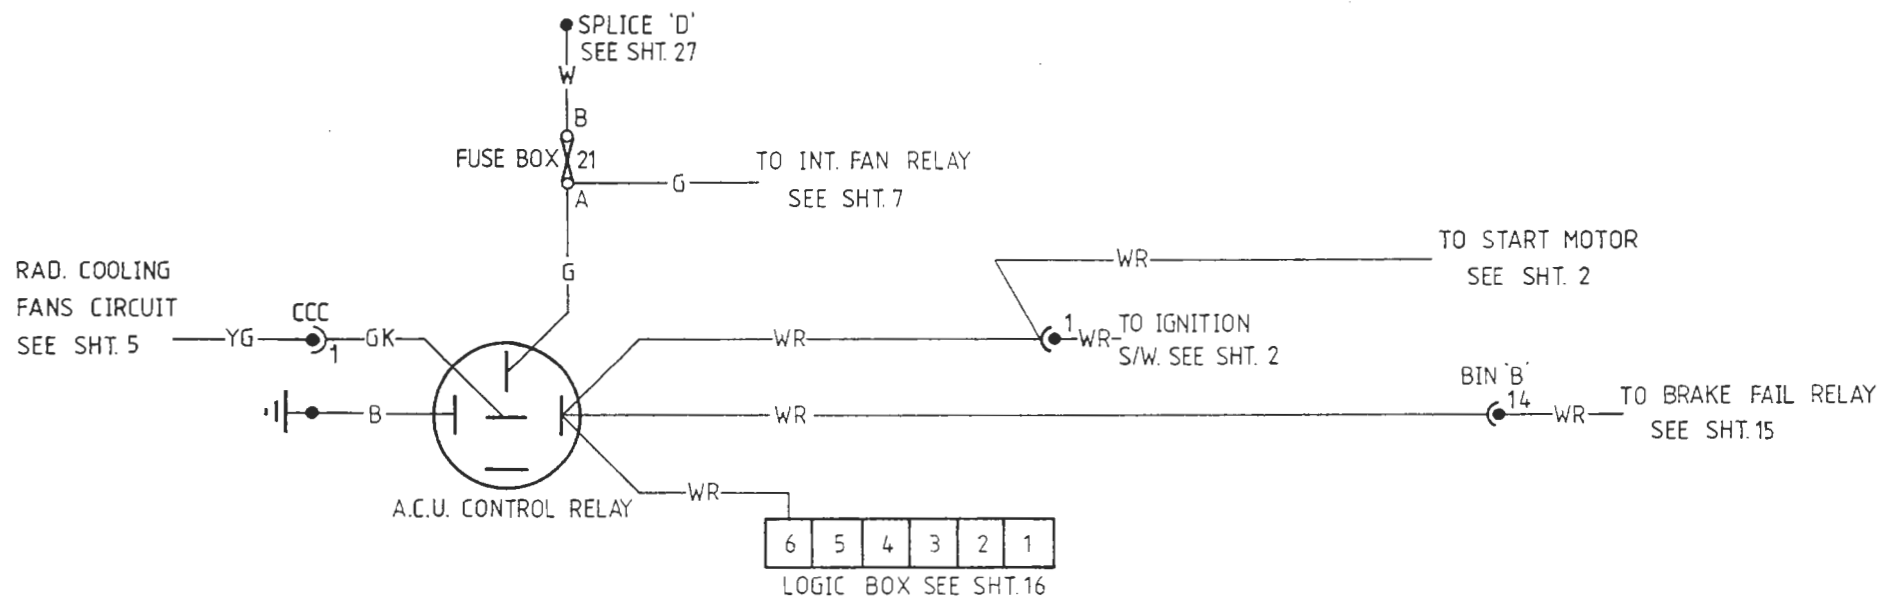 SPLICE 'D'
SEE SHT. 27
W
B
FUSE BOX 21
A
G
TO INT. FAN RELAY
SEE SHT. 7
G
RAD. COOLING
FANS CIRCUIT
SEE SHT. 5
YG
CCC
1
GK
B
A.C.U. CONTROL RELAY
WR
TO START MOTOR
SEE SHT. 2
WR
1
WR
TO IGNITION
S/W. SEE SHT. 2
WR
BIN 'B'
14
WR
TO BRAKE FAIL RELAY
SEE SHT. 15
WR
6 5 4 3 2 1
LOGIC BOX SEE SHT. 16